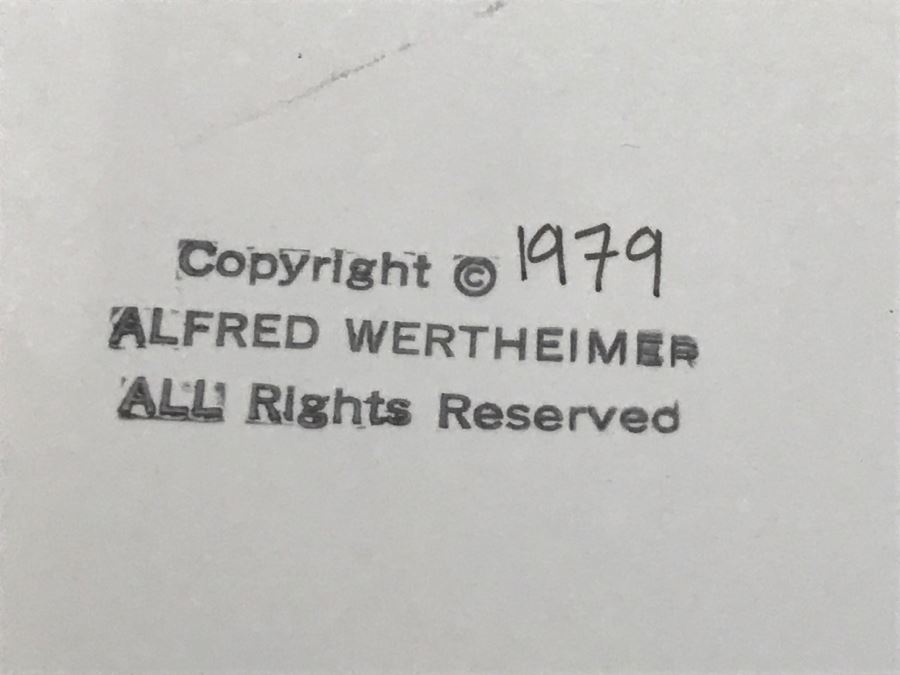 Copyright © 1979
ALFRED WERTHEIMER
ALL Rights Reserved